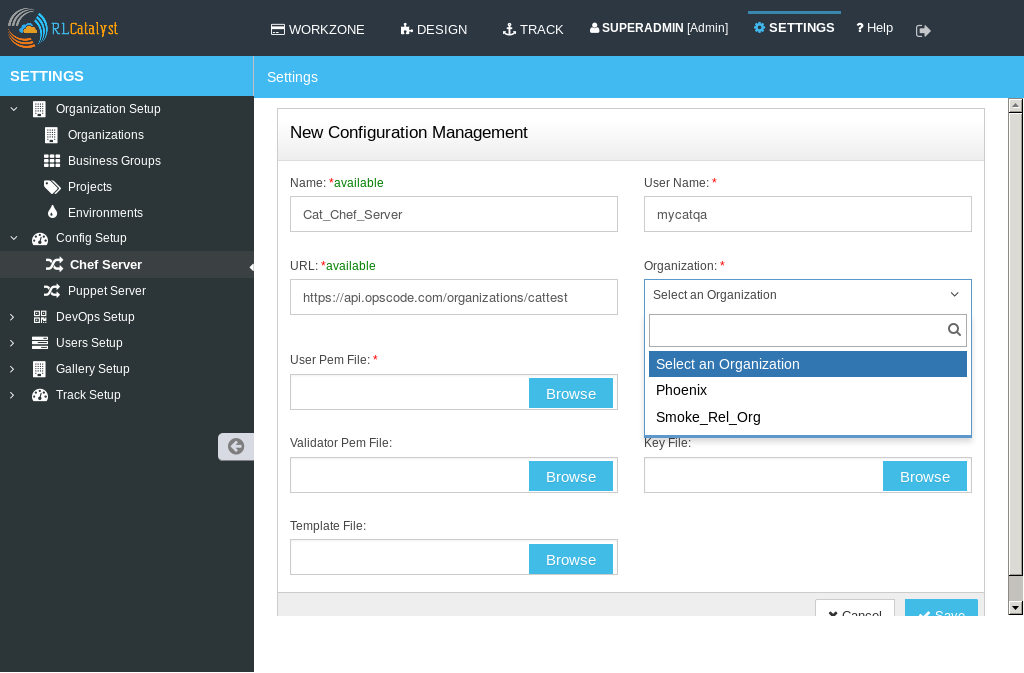 RLCatalyst
WORKZONE
DESIGN
TRACK
SUPERADMIN [Admin]
SETTINGS
? Help
SETTINGS
Settings
Organization Setup
Organizations
Business Groups
Projects
Environments
Config Setup
Chef Server
Puppet Server
DevOps Setup
Users Setup
Gallery Setup
Track Setup
New Configuration Management
Name: *available
User Name: *
Cat_Chef_Server
mycatqa
URL: *available
Organization: *
https://api.opscode.com/organizations/cattest
Select an Organization
Select an Organization
Phoenix
Smoke_Rel_Org
User Pem File: *
Browse
Validator Pem File:
Key File:
Browse
Browse
Template File:
Browse
Cancel
Save